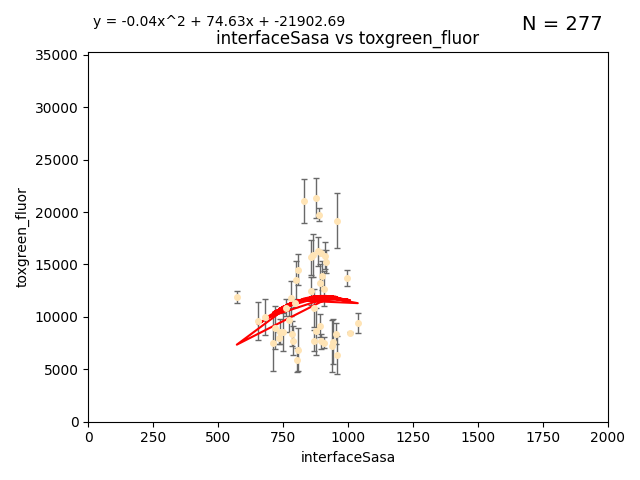 y = -0.04x^2 + 74.63x + -21902.69
N = 277
interfaceSasa vs toxgreen_fluor
35000
30000
25000
20000
15000
10000
5000
0
toxgreen_fluor
0 250 500 750 1000 1250 1500 1750 2000
interfaceSasa